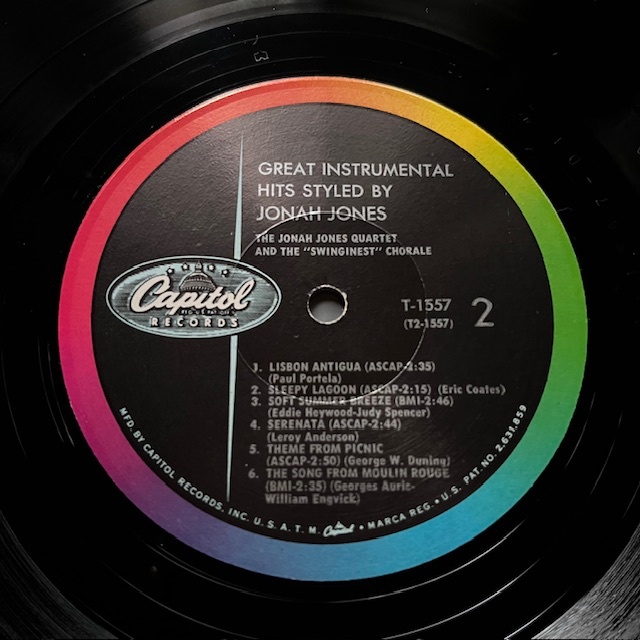 GREAT INSTRUMENTAL
HITS STYLED BY
JONAH JONES
THE JONAH JONES QUARTET
AND THE "SWINGINEST" CHORALE
Capitol
RECORDS
T-1557
(T2-1557)
2
1. LISBON ANTIGUA (ASCAP-2:35)
(Paul Portela)
2. SLEEPY LAGOON (ASCAP-2:15) (Eric Coates)
3. SOFT SUMMER BREEZE (BMI-2:46)
(Eddie Heywood-Judy Spencer)
4. SERENATA (ASCAP-2:44)
(Leroy Anderson)
5. THEME FROM PICNIC
(ASCAP-2:50) (George W. Duning)
6. THE SONG FROM MOULIN ROUGE
(BMI-2:35) (Georges Auric-
William Engvick)
MFD. BY CAPITOL RECORDS, INC. U.S.A. T.M. Capitol • MARCA REG. • U.S. PAT. NO. 2,631,859